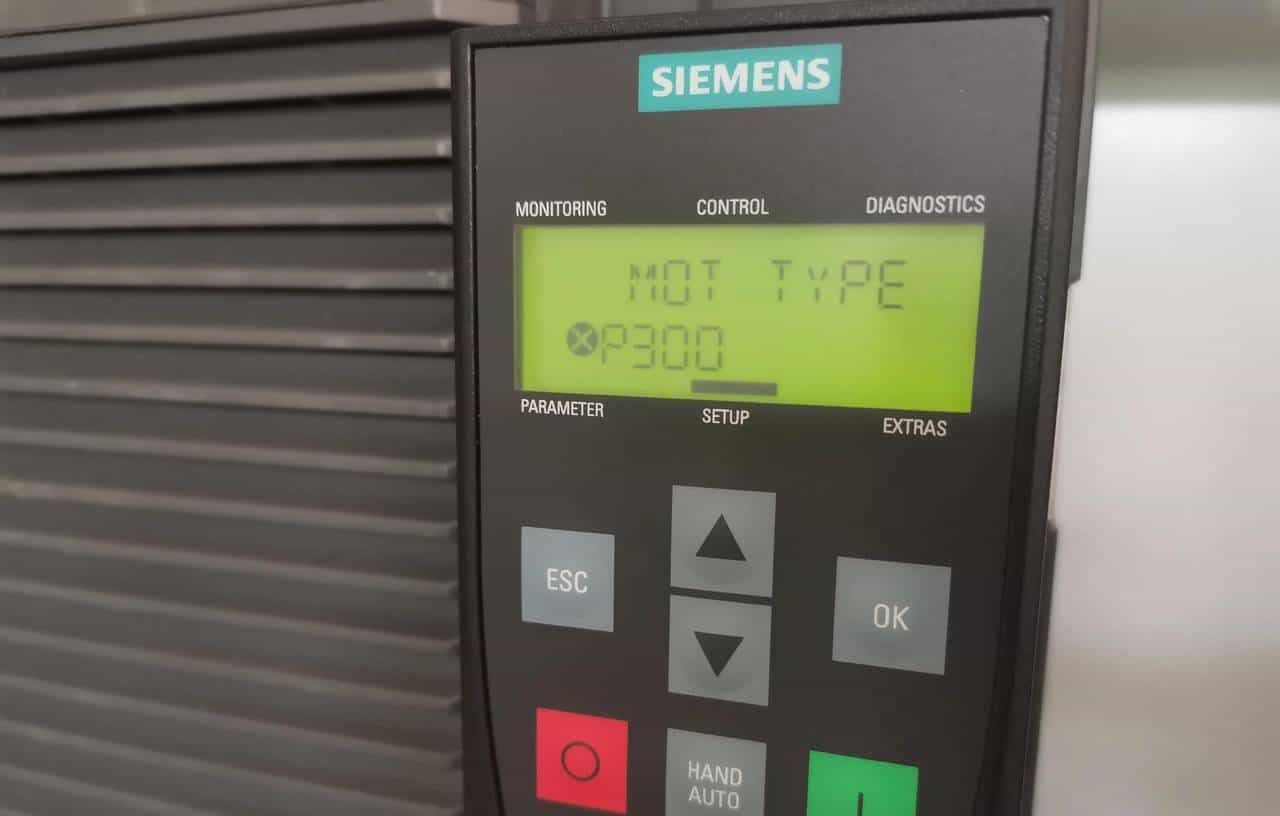 SIEMENS
MONITORING CONTROL DIAGNOSTICS
MOT TYPE
P300
PARAMETER SETUP EXTRAS
ESC
OK
HAND
AUTO